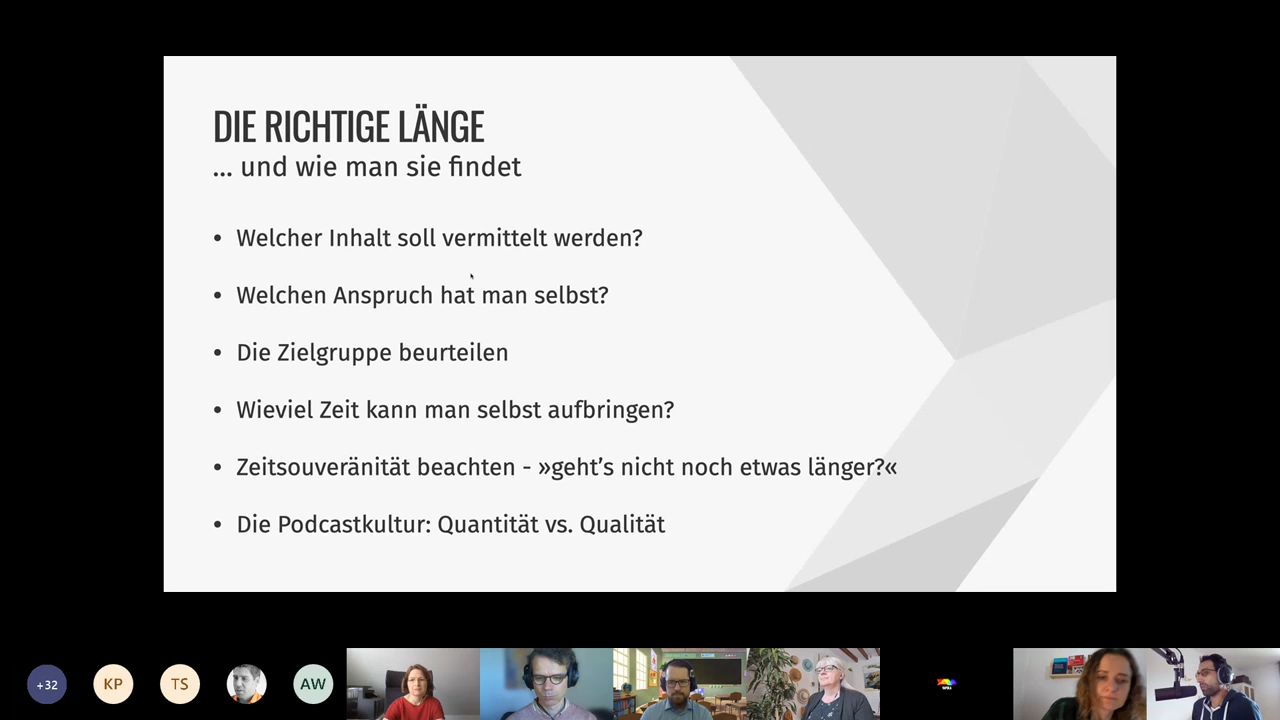 DIE RICHTIGE LÄNGE
... und wie man sie findet
• Welcher Inhalt soll vermittelt werden?
• Welchen Anspruch hat man selbst?
• Die Zielgruppe beurteilen
• Wieviel Zeit kann man selbst aufbringen?
• Zeitsouveränität beachten - »geht’s nicht noch etwas länger?«
• Die Podcastkultur: Quantität vs. Qualität
+32
KP
TS
AW